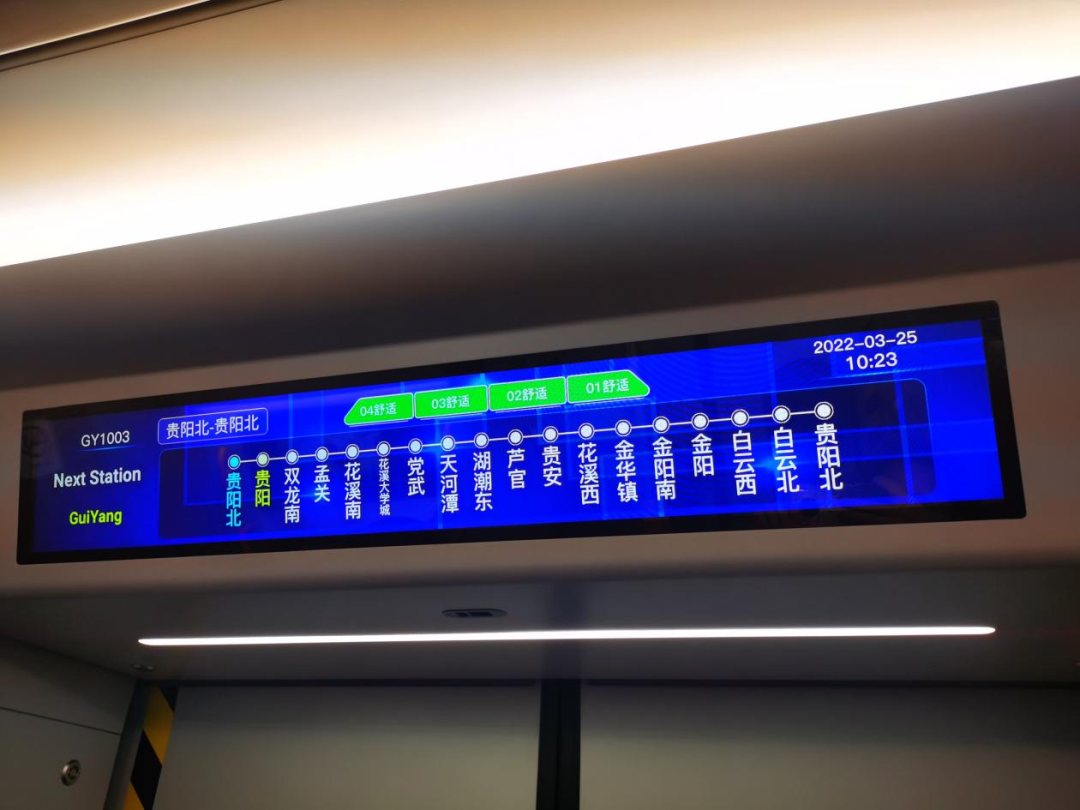 GY1003
贵阳北-贵阳北
Next Station
GuiYang
04舒适
03舒适
02舒适
01舒适
2022-03-25
10:23
贵阳北
贵阳
双龙南
孟关
花溪南
花溪大学城
党武
天河潭
湖潮东
芦官
贵安
花溪西
金华镇
金阳南
金阳
白云西
白云北
贵阳北